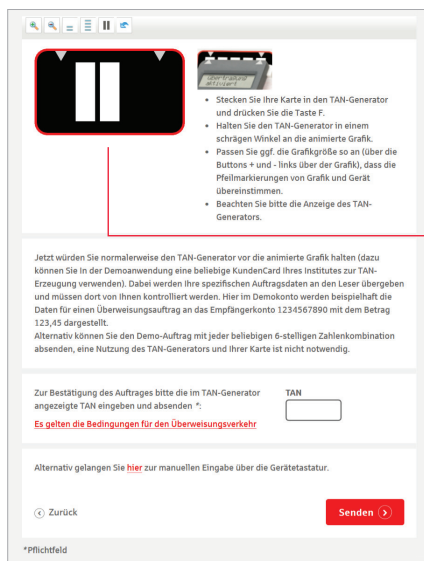 Übertragung
aktiviert
• Stecken Sie Ihre Karte in den TAN-Generator
und drücken Sie die Taste F.
• Halten Sie den TAN-Generator in einem
schrägen Winkel an die animierte Grafik.
• Passen Sie ggf. die Grafikgröße so an (über die
Buttons + und - links über der Grafik), dass die
Pfeilmarkierungen von Grafik und Gerät
übereinstimmen.
• Beachten Sie bitte die Anzeige des TAN-
Generators.
Jetzt würden Sie normalerweise den TAN-Generator vor die animierte Grafik halten (dazu
können Sie In der Demoanwendung eine beliebige KundenCard Ihres Institutes zur TAN-
Erzeugung verwenden). Dabei werden Ihre spezifischen Auftragsdaten an den Leser übergeben
und müssen dort von Ihnen kontrolliert werden. Hier im Demokonto werden beispielhaft die
Daten für einen Überweisungsauftrag an das Empfängerkonto 1234567890 mit dem Betrag
123,45 dargestellt.
Alternativ können Sie den Demo-Auftrag mit jeder beliebigen 6-stelligen Zahlenkombination
absenden, eine Nutzung des TAN-Generators und Ihrer Karte ist nicht notwendig.
Zur Bestätigung des Auftrages bitte die im TAN-Generator
angezeigte TAN eingeben und absenden *:
TAN
Es gelten die Bedingungen für den Überweisungsverkehr
Alternativ gelangen Sie hier zur manuellen Eingabe über die Gerätetastatur.
Zurück
Senden
*Pflichtfeld